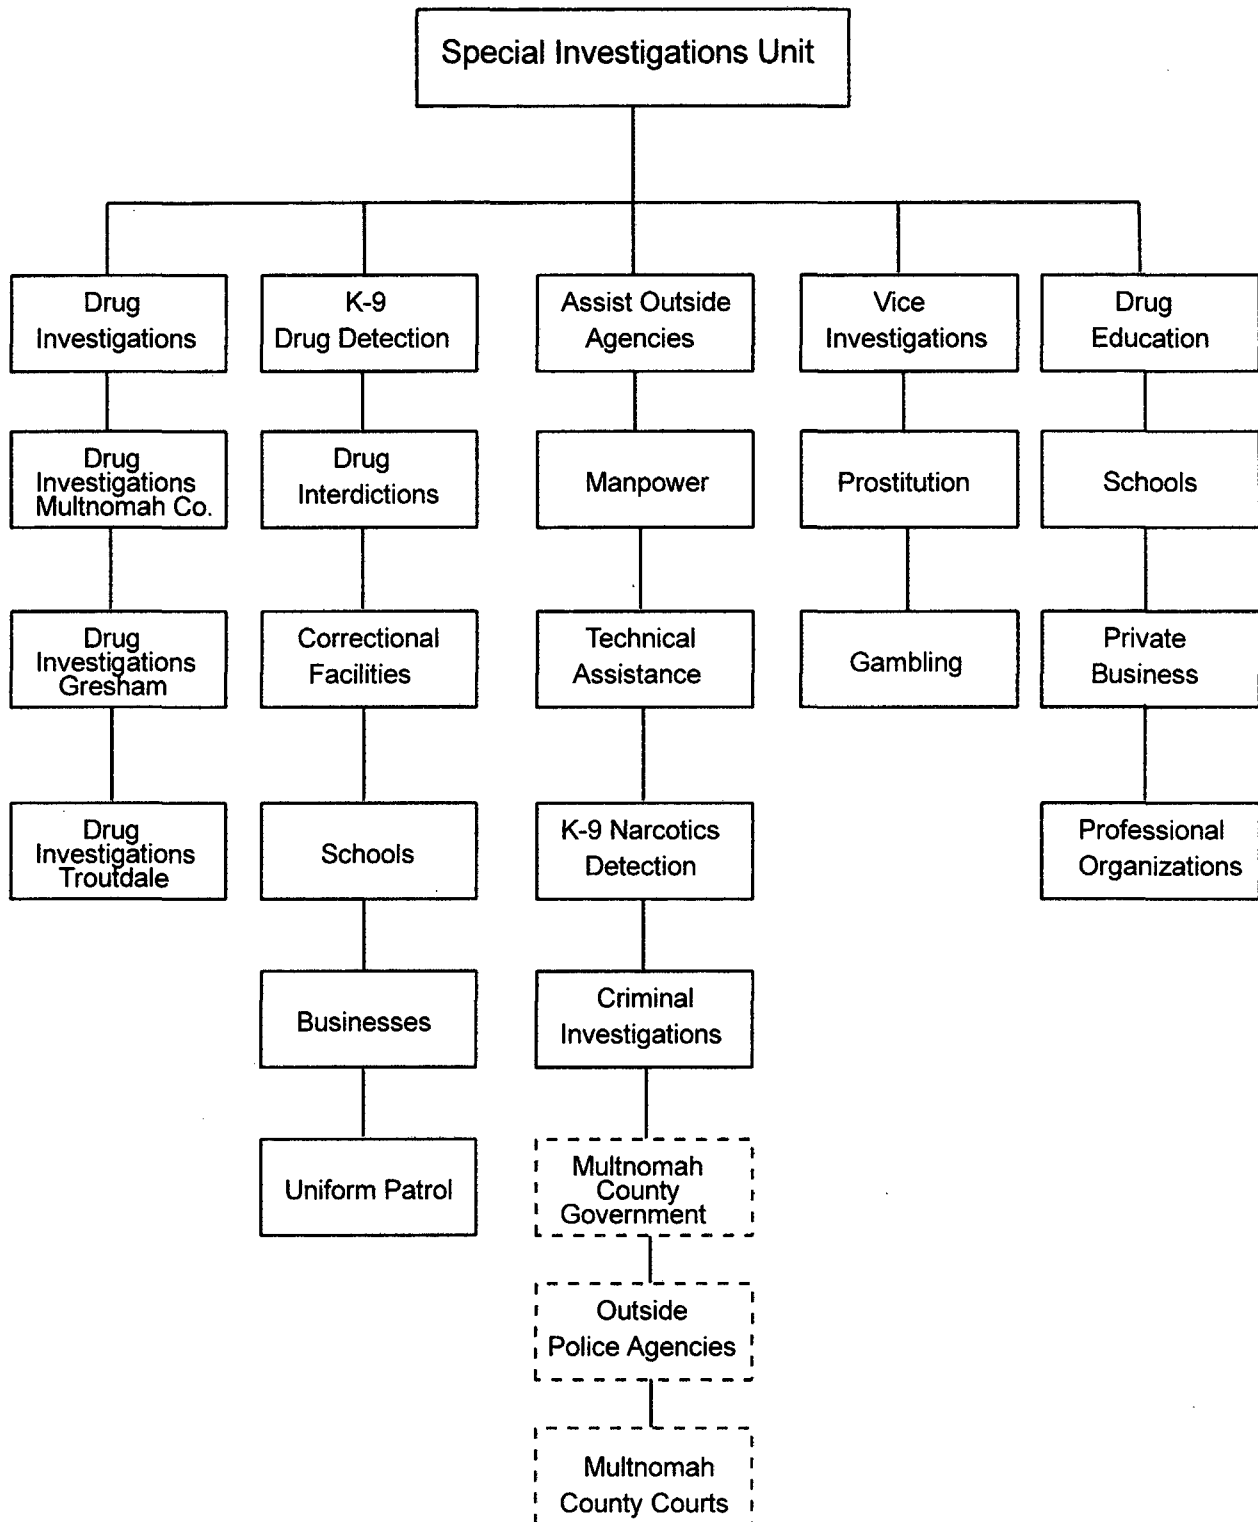 Special Investigations Unit
Drug
Investigations
K-9
Drug Detection
Assist Outside
Agencies
Vice
Investigations
Drug
Education
Drug
Investigations
Multnomah Co.
Drug
Interdictions
Manpower
Prostitution
Schools
Drug
Investigations
Gresham
Correctional
Facilities
Technical
Assistance
Gambling
Private
Business
Drug
Investigations
Troutdale
Schools
K-9 Narcotics
Detection
Professional
Organizations
Businesses
Criminal
Investigations
Uniform Patrol
Multnomah
County
Government
Outside
Police Agencies
Multnomah
County Courts